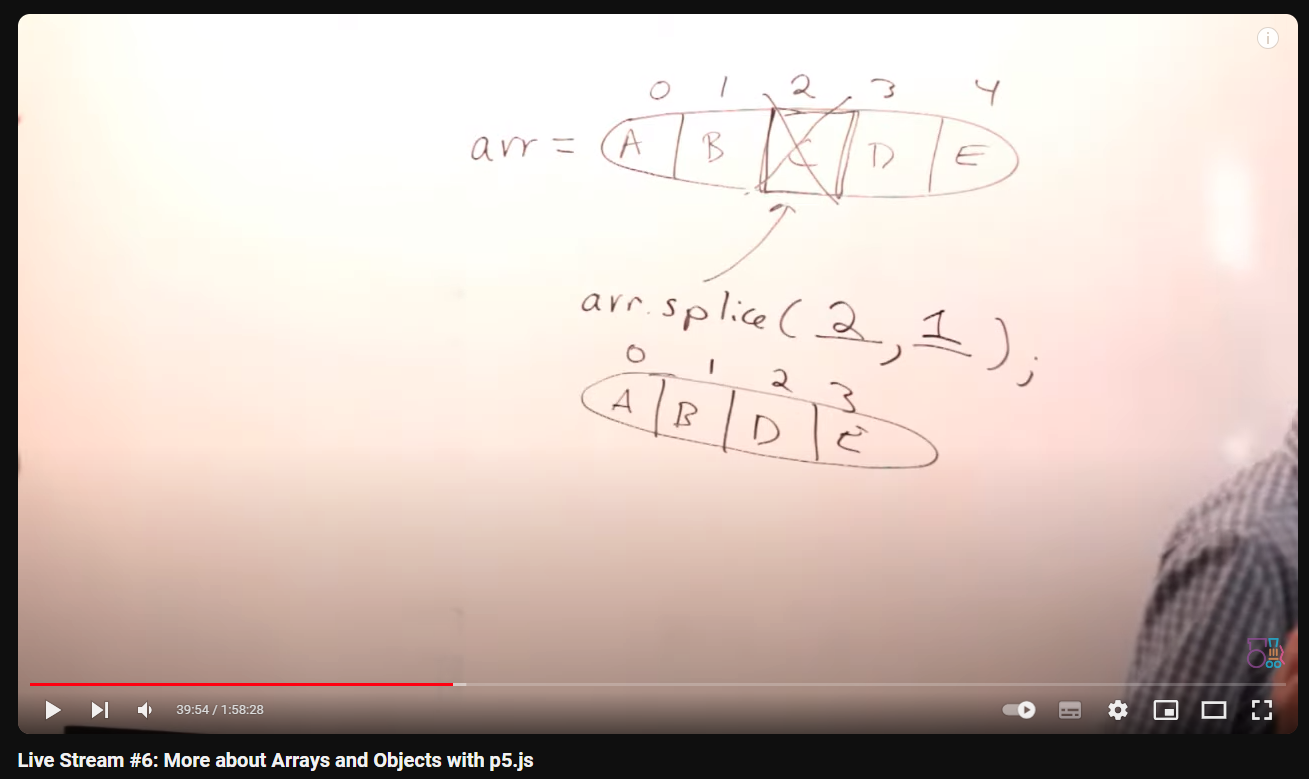 0 1 2 3 4
arr = A B C D E
arr.splice(2,1);
0 1 2 3
A B D E
39:54 / 1:58:28
Live Stream #6: More about Arrays and Objects with p5.js